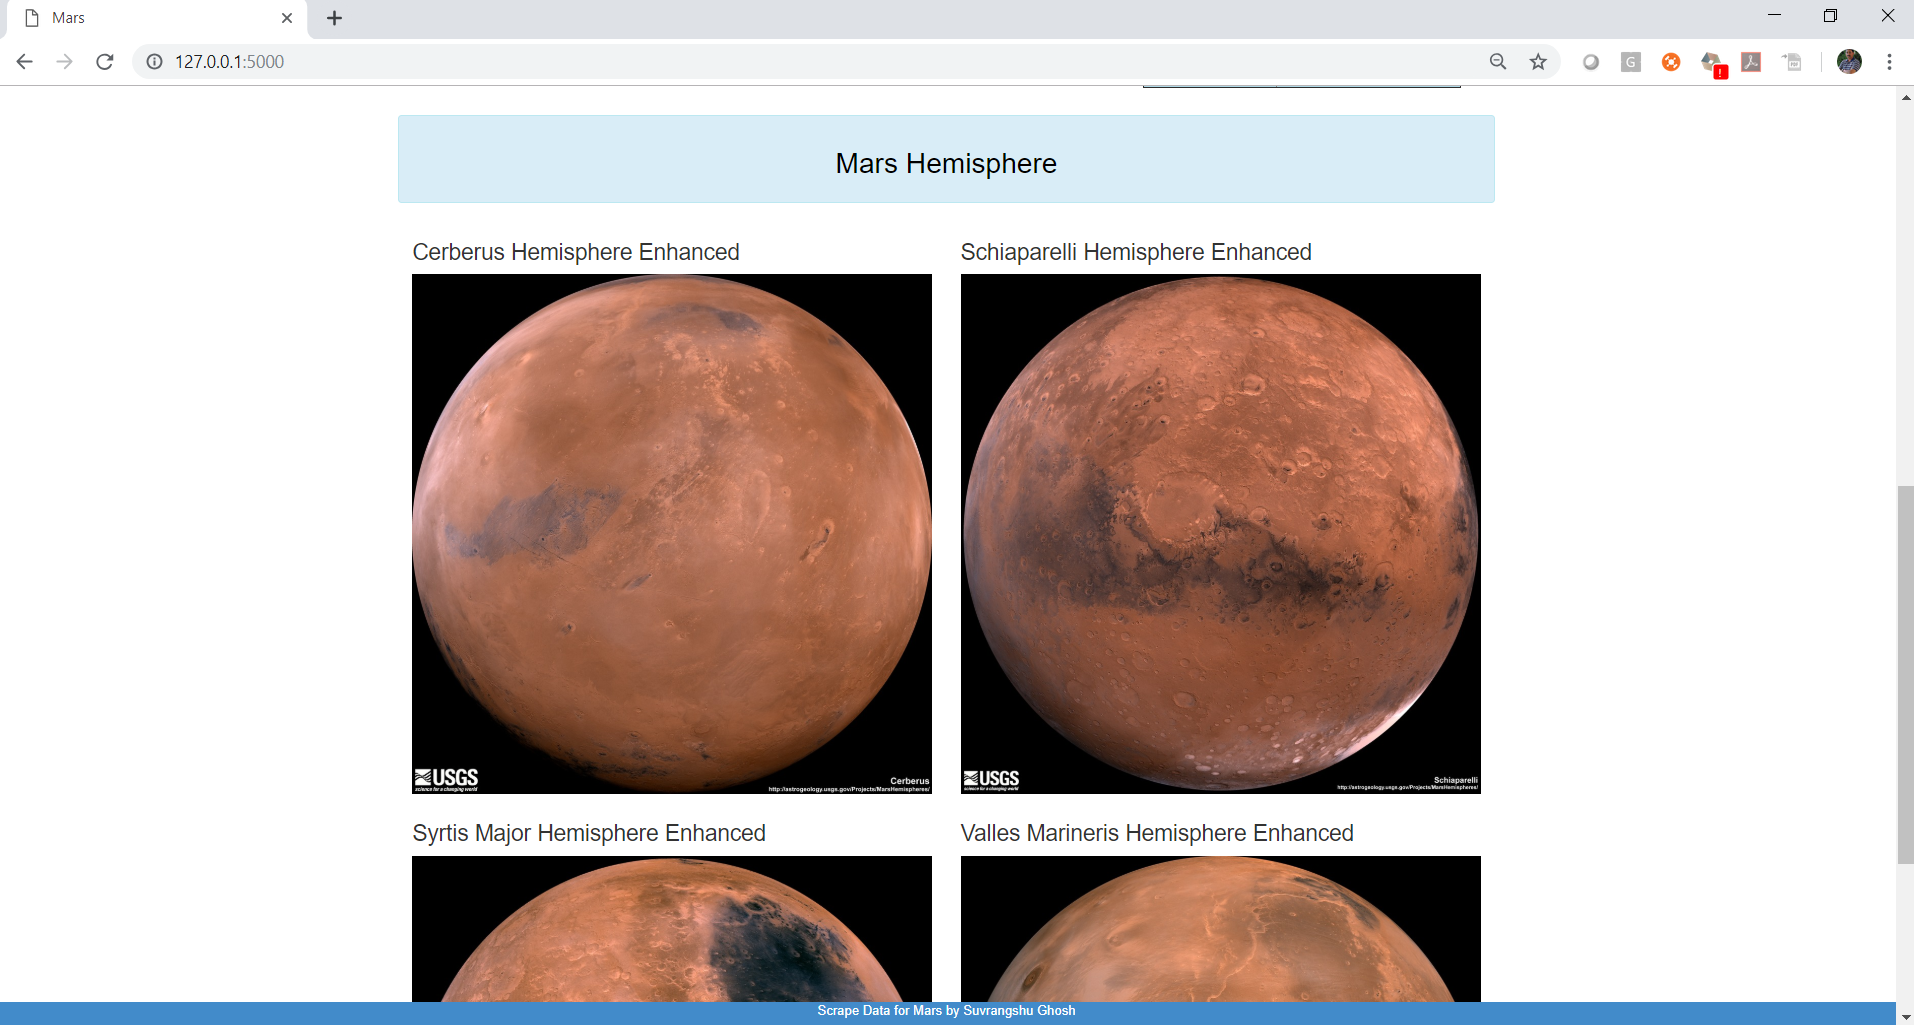 Mars
127.0.0.1:5000
Mars Hemisphere
Cerberus Hemisphere Enhanced
Schiaparelli Hemisphere Enhanced
USGS
science for a changing world
Cerberus
http://astrogeology.usgs.gov/Projects/MarsHemispheres/
USGS
science for a changing world
Schiaparelli
http://astrogeology.usgs.gov/Projects/MarsHemispheres/
Syrtis Major Hemisphere Enhanced
Valles Marineris Hemisphere Enhanced
Scrape Data for Mars by Suvrangshu Ghosh